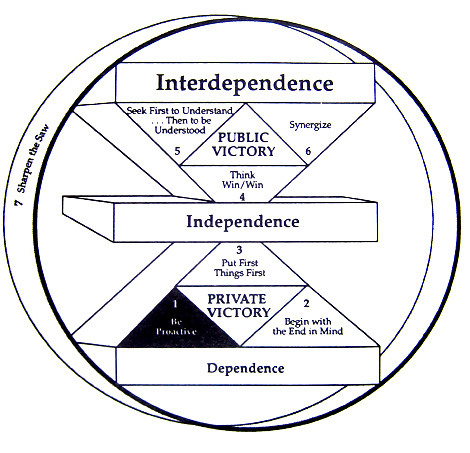 Interdependence
Seek First to Understand
. . . Then to be
Understood
5
PUBLIC
VICTORY
Synergize
6
Think
Win/Win
4
7 Sharpen the Saw
Independence
3
Put First
Things First
1
Be
Proactive
PRIVATE
VICTORY
2
Begin with
the End in Mind
Dependence